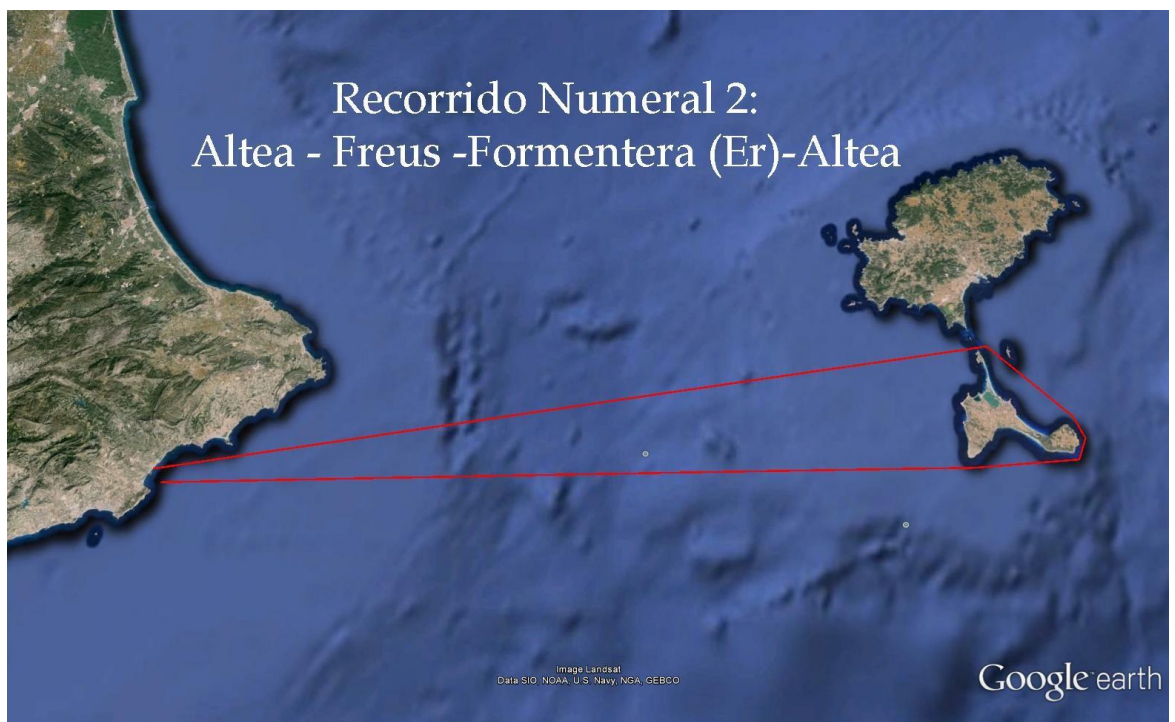 Recorrido Numeral 2:
Altea - Freus -Formentera (Er)-Altea
Image Landsat
Data SIO, NOAA, U.S. Navy, NGA, GEBCO
Google earth